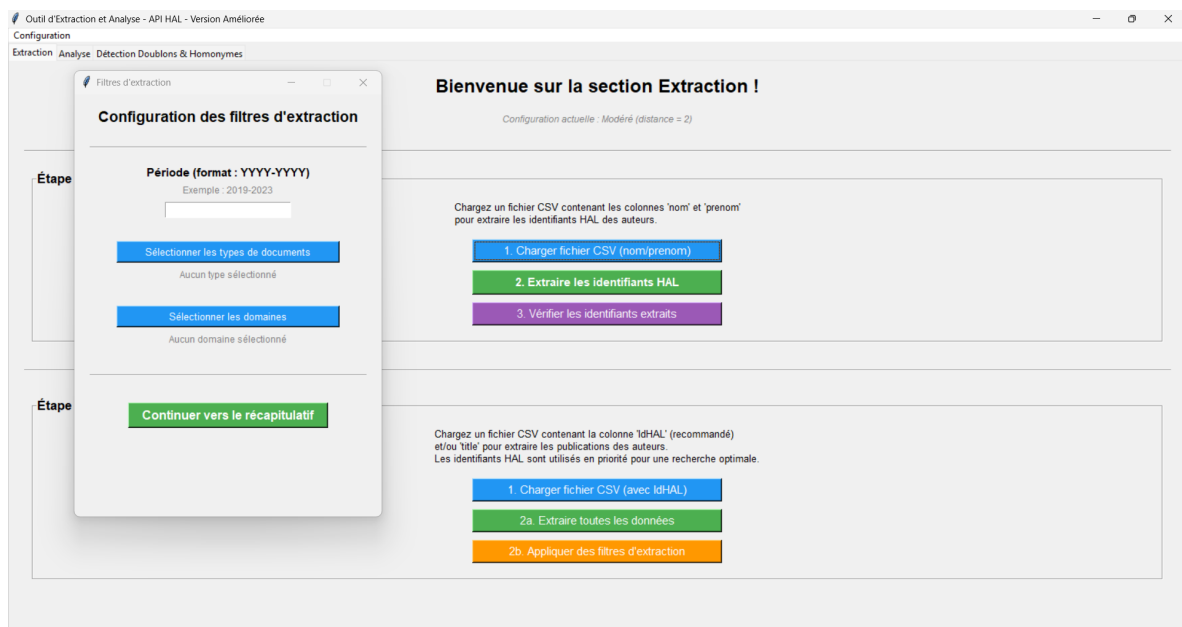 Outil d'Extraction et Analyse - API HAL - Version Améliorée
Configuration
Extraction Analyse Détection Doublons & Homonymes
Filtres d'extraction
Configuration des filtres d'extraction
Période (format : YYYY-YYYY)
Exemple : 2019-2023
Sélectionner les types de documents
Aucun type sélectionné
Sélectionner les domaines
Aucun domaine sélectionné
Continuer vers le récapitulatif
Bienvenue sur la section Extraction !
Configuration actuelle : Modéré (distance = 2)
Étape
Chargez un fichier CSV contenant les colonnes 'nom' et 'prenom'
pour extraire les identifiants HAL des auteurs.
1. Charger fichier CSV (nom/prenom)
2. Extraire les identifiants HAL
3. Vérifier les identifiants extraits
Étape
Chargez un fichier CSV contenant la colonne 'IdHAL' (recommandé)
et/ou 'title' pour extraire les publications des auteurs.
Les identifiants HAL sont utilisés en priorité pour une recherche optimale.
1. Charger fichier CSV (avec IdHAL)
2a. Extraire toutes les données
2b. Appliquer des filtres d'extraction